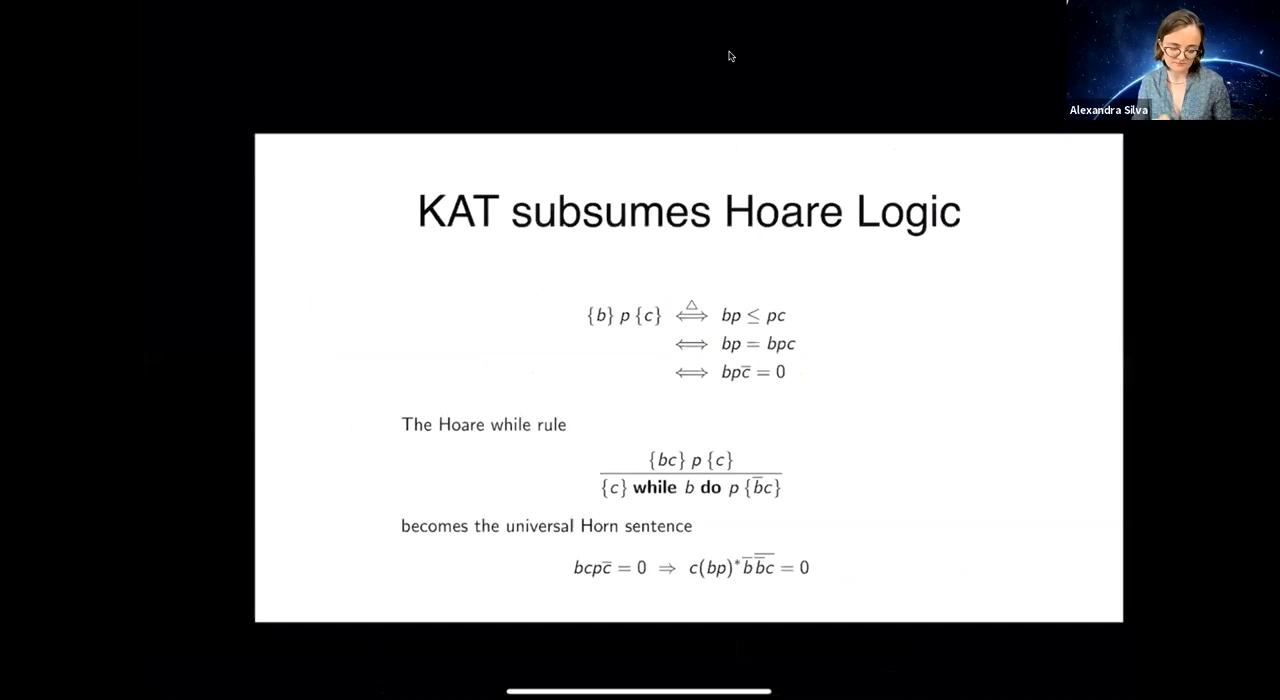 Alexandra Silva
KAT subsumes Hoare Logic
{b} p {c} ⟺△ bp ≤ pc
⟺ bp = bpc
⟺ bpc̅ = 0
The Hoare while rule
{bc} p {c}
{c} while b do p {b̅c}
becomes the universal Horn sentence
bcpc̅ = 0 ⇒ c(bp)*b̅ b̅̅c̅ = 0